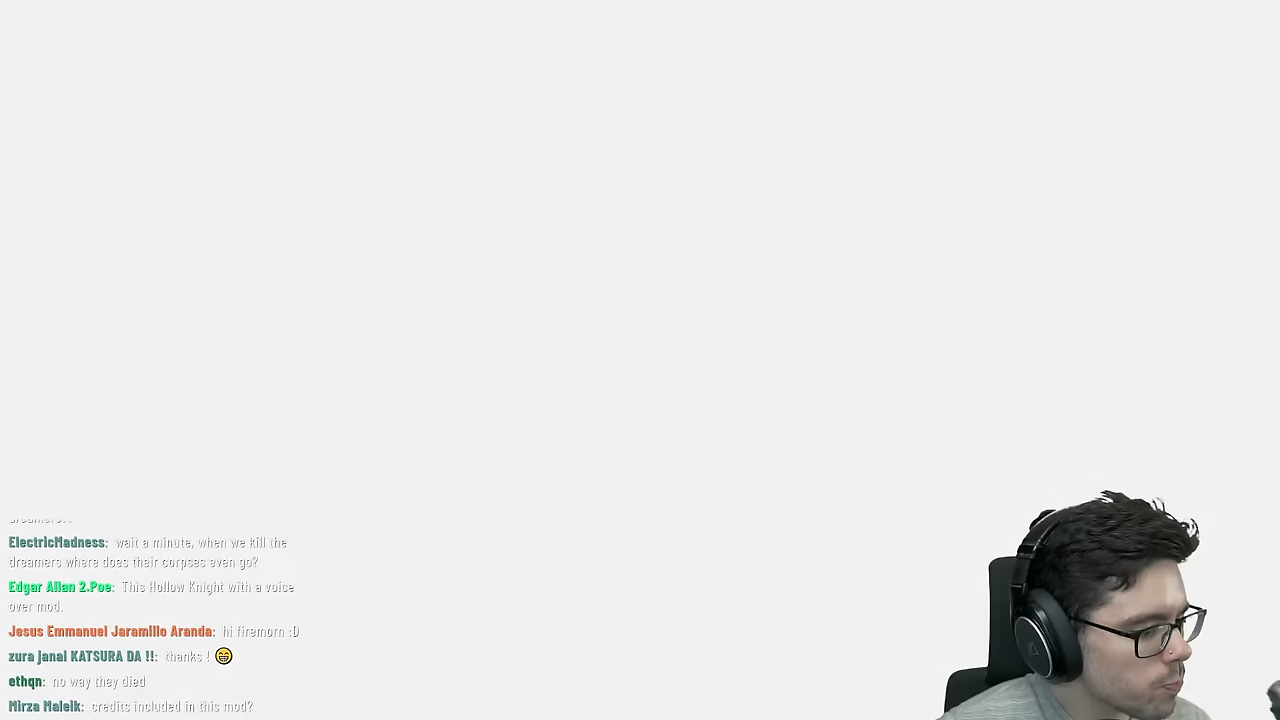 dreamers??
ElectricMadness: wait a minute, when we kill the
dreamers where does their corpses even go?
Edgar Allan 2.Poe: This Hollow Knight with a voice
over mod.
Jesus Emmanuel Jaramillo Aranda: hi firemorn :D
zura janai KATSURA DA !!: thanks ! 😁
ethqn: no way they died
Mirza Maleik: credits included in this mod?